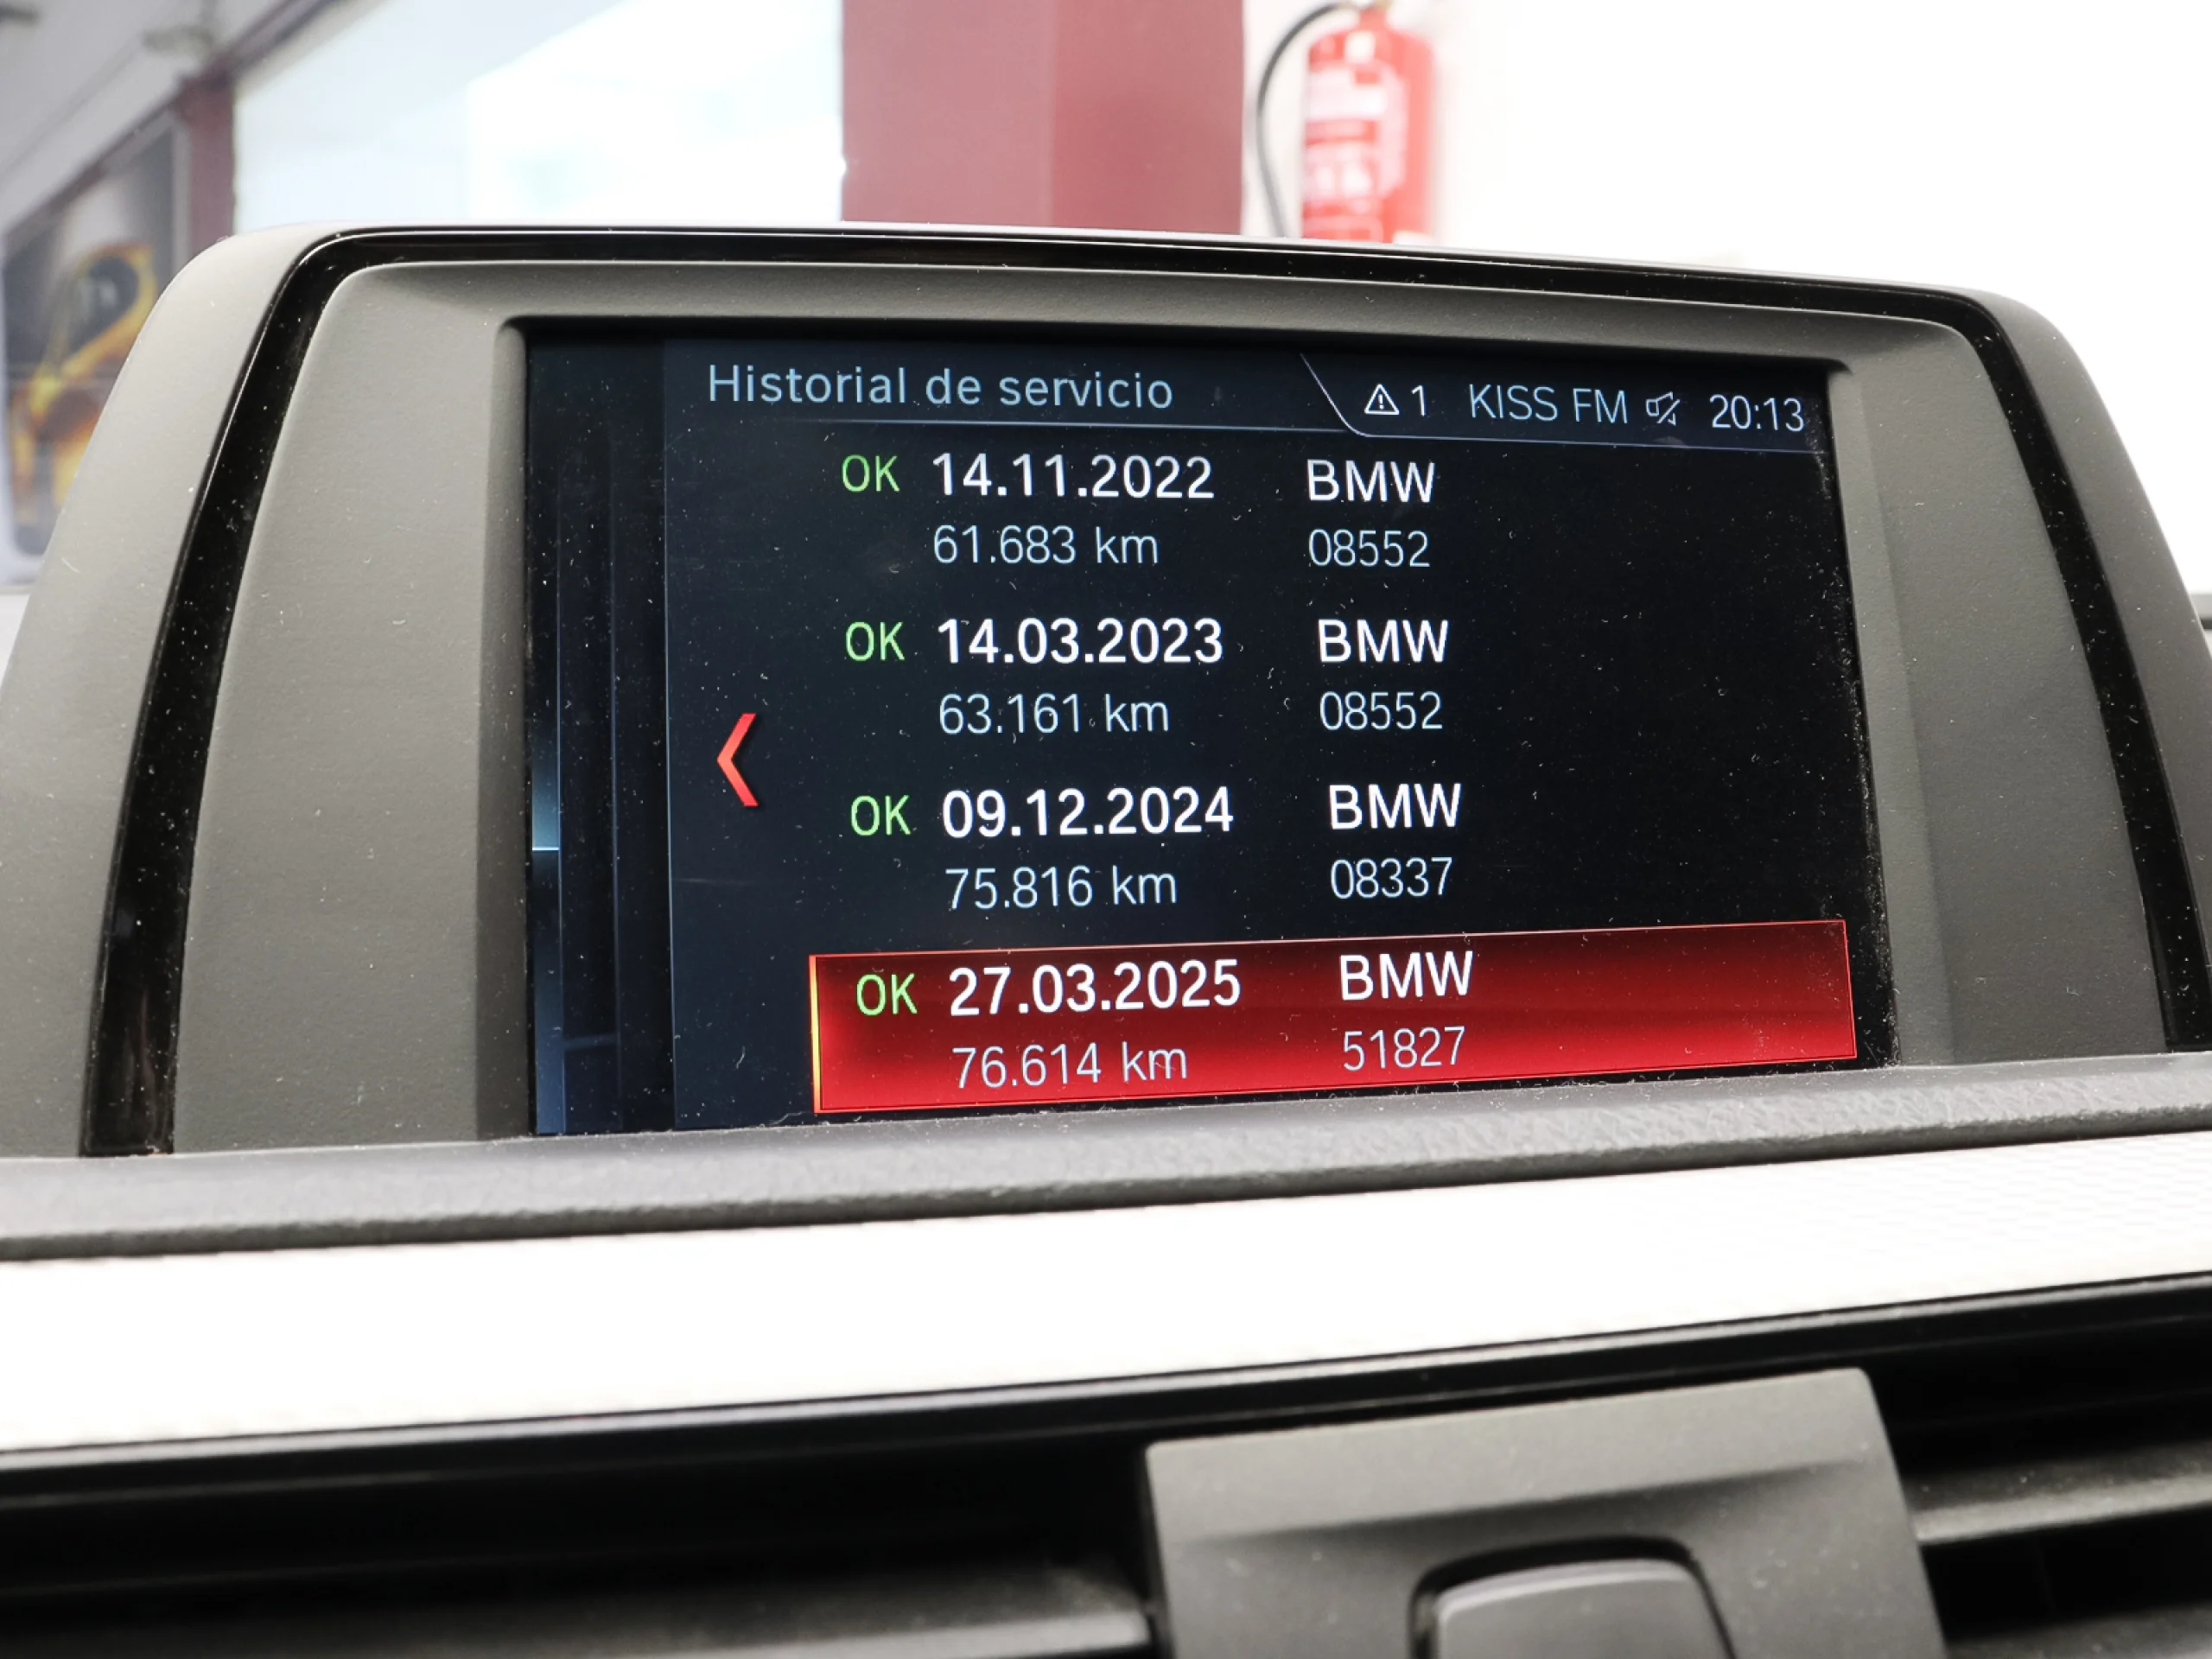 Historial de servicio
⚠ 1 KISS FM 20:13
OK 14.11.2022 BMW
61.683 km 08552
OK 14.03.2023 BMW
63.161 km 08552
OK 09.12.2024 BMW
75.816 km 08337
OK 27.03.2025 BMW
76.614 km 51827